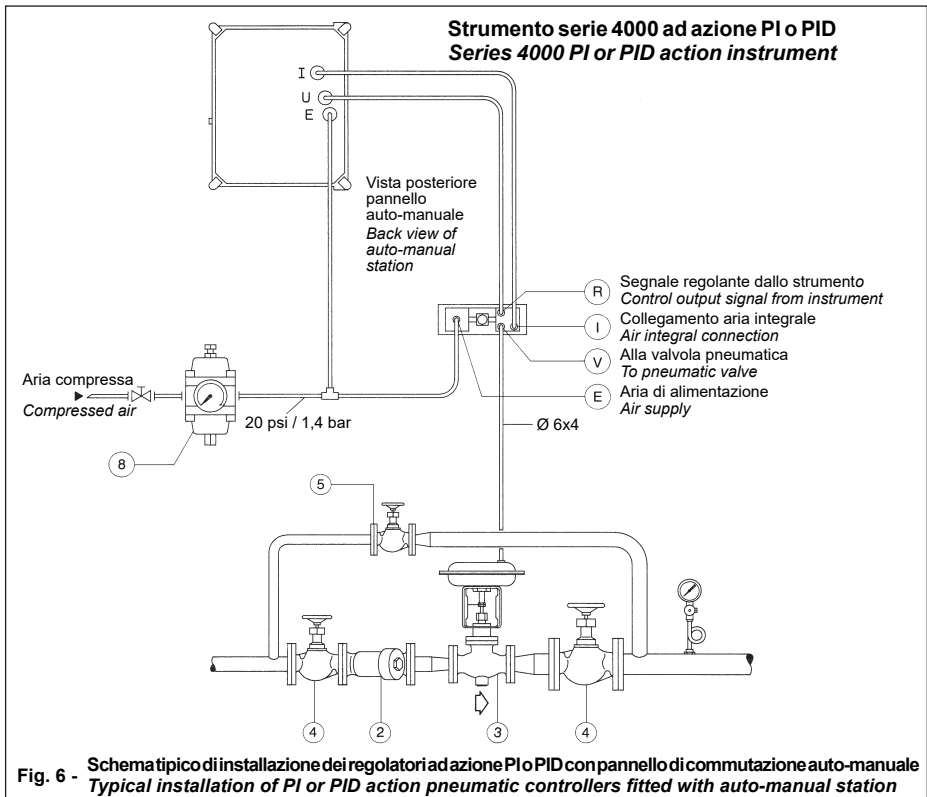 Strumento serie 4000 ad azione PI o PID
Series 4000 PI or PID action instrument
I
U
E
Vista posteriore
pannello
auto-manuale
Back view of
auto-manual
station
R Segnale regolante dallo strumento
Control output signal from instrument
I Collegamento aria integrale
Air integral connection
V Alla valvola pneumatica
To pneumatic valve
E Aria di alimentazione
Air supply
Aria compressa
Compressed air
20 psi / 1,4 bar
Ø 6x4
8
5
4
2
3
4
Fig. 6 - Schema tipico di installazione dei regolatori ad azione PI o PID con pannello di commutazione auto-manuale
Typical installation of PI or PID action pneumatic controllers fitted with auto-manual station